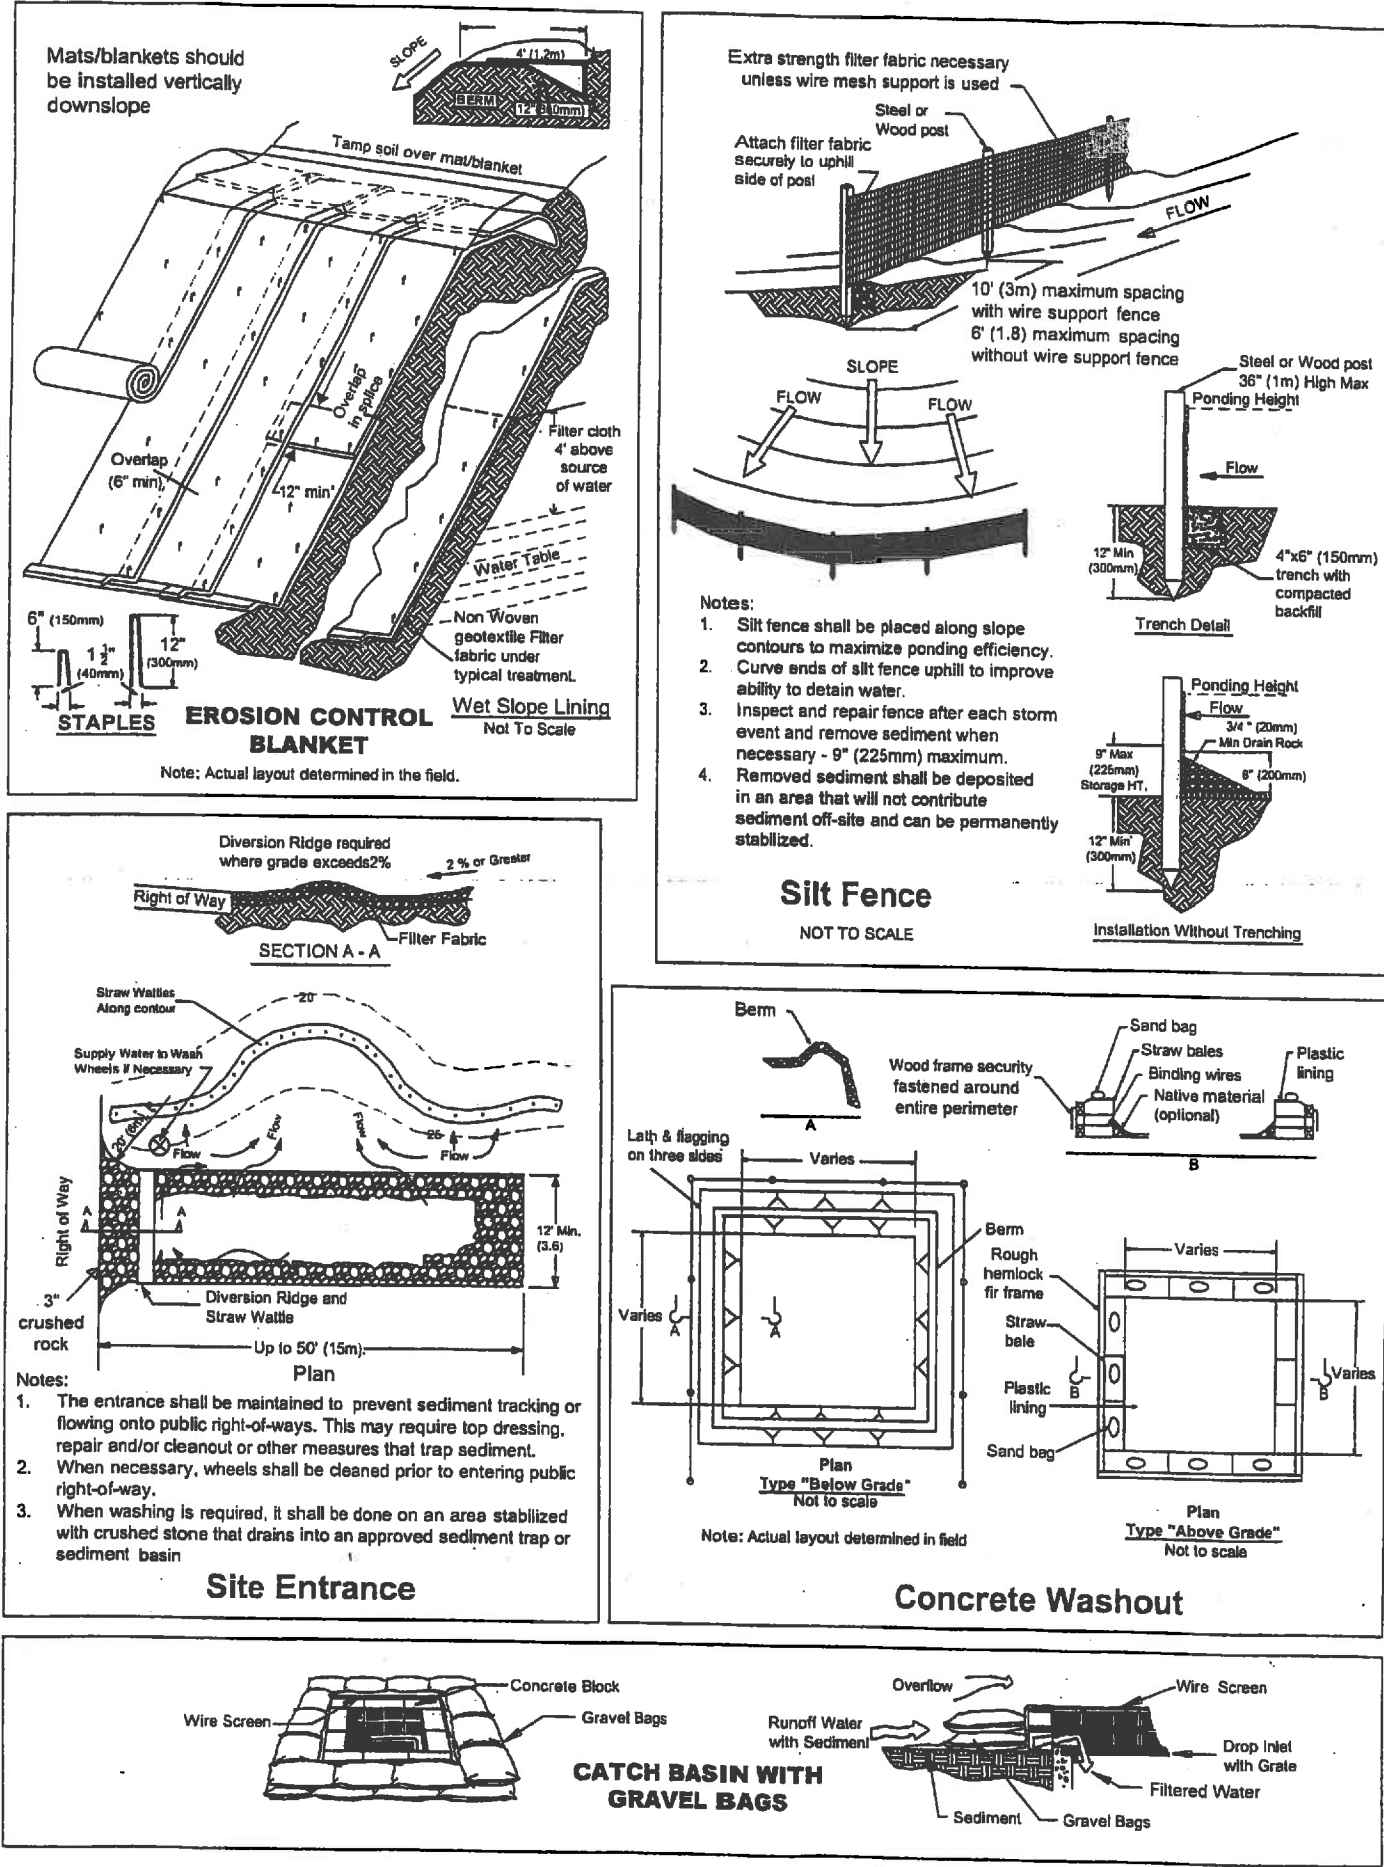 Mats/blankets should
be installed vertically
downslope
SLOPE
4' (1.2m)
BERM
12"
Tamp soil over mat/blanket
Overlap
in splice
Overlap
(6" min)
12" min'
Filter cloth
4' above
source
of water
Water Table
Non Woven
geotextile Filter
fabric under
typical treatment.
6" (150mm)
1 1/2"
(40mm)
12"
(300mm)
STAPLES
EROSION CONTROL
BLANKET
Wet Slope Lining
Not To Scale
Note: Actual layout determined in the field.
Extra strength filter fabric necessary
unless wire mesh support is used
Steel or
Wood post
Attach filter fabric
securely to uphill
side of post
FLOW
10' (3m) maximum spacing
with wire support fence
6' (1.8) maximum spacing
without wire support fence
SLOPE
FLOW
FLOW
Steel or Wood post
36" (1m) High Max
Ponding Height
Flow
12" Min
(300mm)
4"x6" (150mm)
trench with
compacted
backfill
Trench Detail
Notes:
1. Silt fence shall be placed along slope
contours to maximize ponding efficiency.
2. Curve ends of silt fence uphill to improve
ability to detain water.
3. Inspect and repair fence after each storm
event and remove sediment when
necessary - 9" (225mm) maximum.
4. Removed sediment shall be deposited
in an area that will not contribute
sediment off-site and can be permanently
stabilized.
Ponding Height
Flow
3/4 " (20mm)
Min Drain Rock
9" Max
(225mm)
Storage HT.
8" (200mm)
12" Min'
(300mm)
Silt Fence
NOT TO SCALE
Installation Without Trenching
Diversion Ridge required
where grade exceeds2%
2 % or Greater
Right of Way
Filter Fabric
SECTION A - A
Straw Wattles
Along contour
20'
Supply Water to Wash
Wheels if Necessary
20' (6m)
Flow
Flow
Flow
25
Flow
Right of Way
A
A
12' Min.
(3.6)
3"
crushed
rock
Diversion Ridge and
Straw Wattle
Up to 50' (15m).
Plan
Notes:
1. The entrance shall be maintained to prevent sediment tracking or
flowing onto public right-of-ways. This may require top dressing,
repair and/or cleanout or other measures that trap sediment.
2. When necessary, wheels shall be cleaned prior to entering public
right-of-way.
3. When washing is required, it shall be done on an area stabilized
with crushed stone that drains into an approved sediment trap or
sediment basin
Site Entrance
Berm
A
Wood frame security
fastened around
entire perimeter
Sand bag
Straw bales
Binding wires
Native material
(optional)
Plastic
lining
B
Lath & flagging
on three sides
Varies
Berm
Varies
A
A
Plan
Type "Below Grade"
Not to scale
Note: Actual layout determined in field
Rough
hemlock
fir frame
Varies
Straw
bale
B
B
Varies
Plastic
lining
Sand bag
Plan
Type "Above Grade"
Not to scale
Concrete Washout
Concrete Block
Wire Screen
Gravel Bags
CATCH BASIN WITH
GRAVEL BAGS
Overflow
Runoff Water
with Sediment
Wire Screen
Drop Inlet
with Grate
Filtered Water
Sediment
Gravel Bags